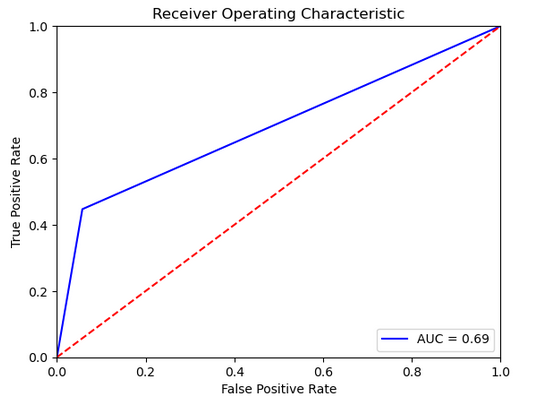 Receiver Operating Characteristic
1.0
0.8
0.6
0.4
0.2
0.0
True Positive Rate
AUC = 0.69
0.0 0.2 0.4 0.6 0.8 1.0
False Positive Rate